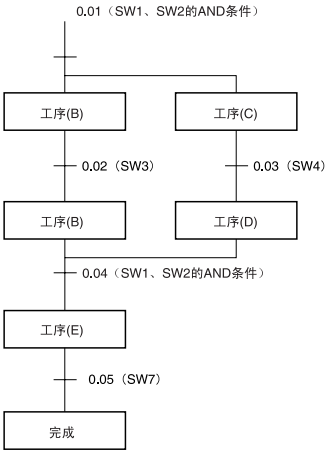 0.01（SW1、SW2的AND条件）
工序(B)
工序(C)
0.02（SW3）
0.03（SW4）
工序(B)
工序(D)
0.04（SW1、SW2的AND条件）
工序(E)
0.05（SW7）
完成